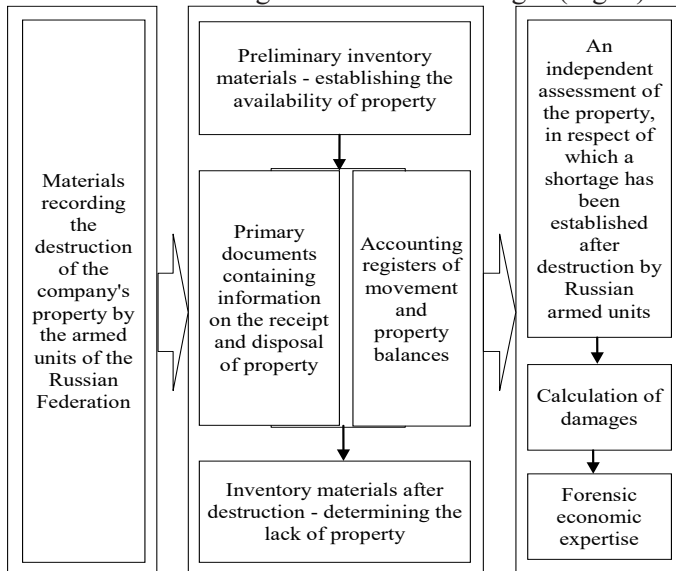 Materials
recording
the
destruction
of the
company's
property by
the armed
units of the
Russian
Federation
Preliminary inventory
materials - establishing the
availability of property
Primary
documents
containing
information
on the receipt
and disposal
of property
Accounting
registers of
movement
and
property
balances
Inventory materials after
destruction - determining the
lack of property
An
independent
assessment of
the property,
in respect of
which a
shortage has
been
established
after
destruction by
Russian
armed units
Calculation of
damages
Forensic
economic
expertise